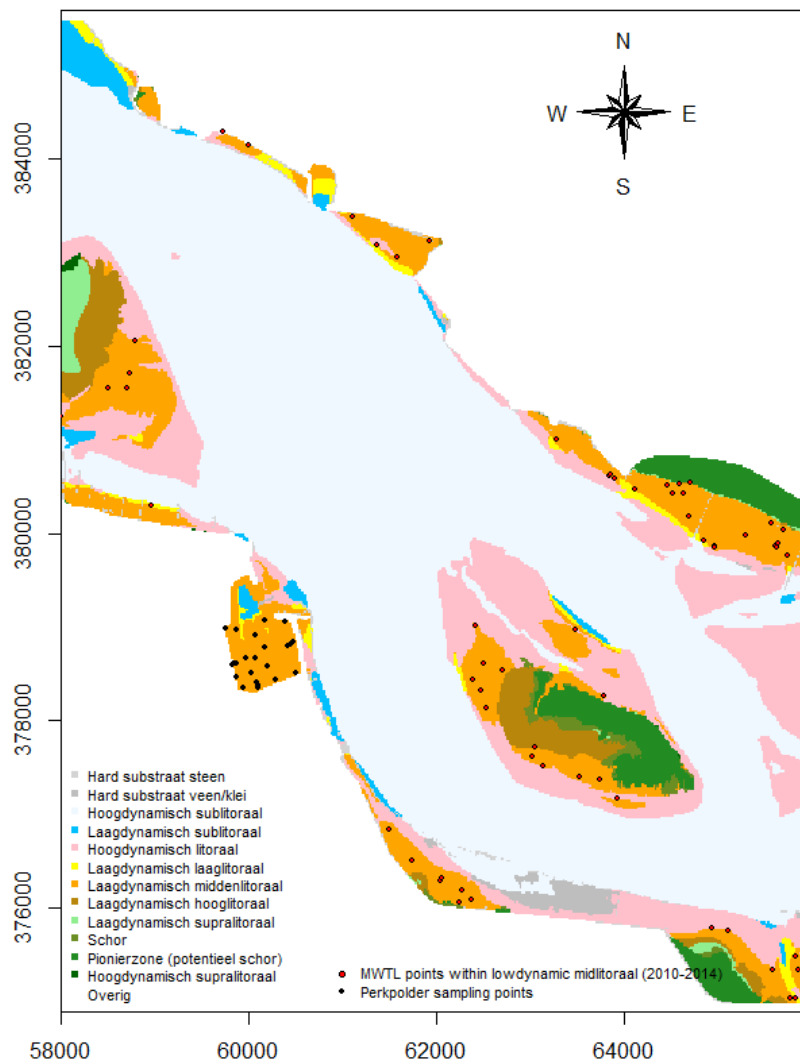 N
W E
S
384000
382000
380000
378000
376000
Hard substraat steen
Hard substraat veen/klei
Hoogdynamisch sublitoraal
Laagdynamisch sublitoraal
Hoogdynamisch litoraal
Laagdynamisch laaglitoraal
Laagdynamisch middenlitoraal
Laagdynamisch hooglitoraal
Laagdynamisch supralitoraal
Schor
Pionierzone (potentieel schor)
Hoogdynamisch supralitoraal
Overig
MWTL points within lowdynamic midlitoraal (2010-2014)
Perkpolder sampling points
58000 60000 62000 64000